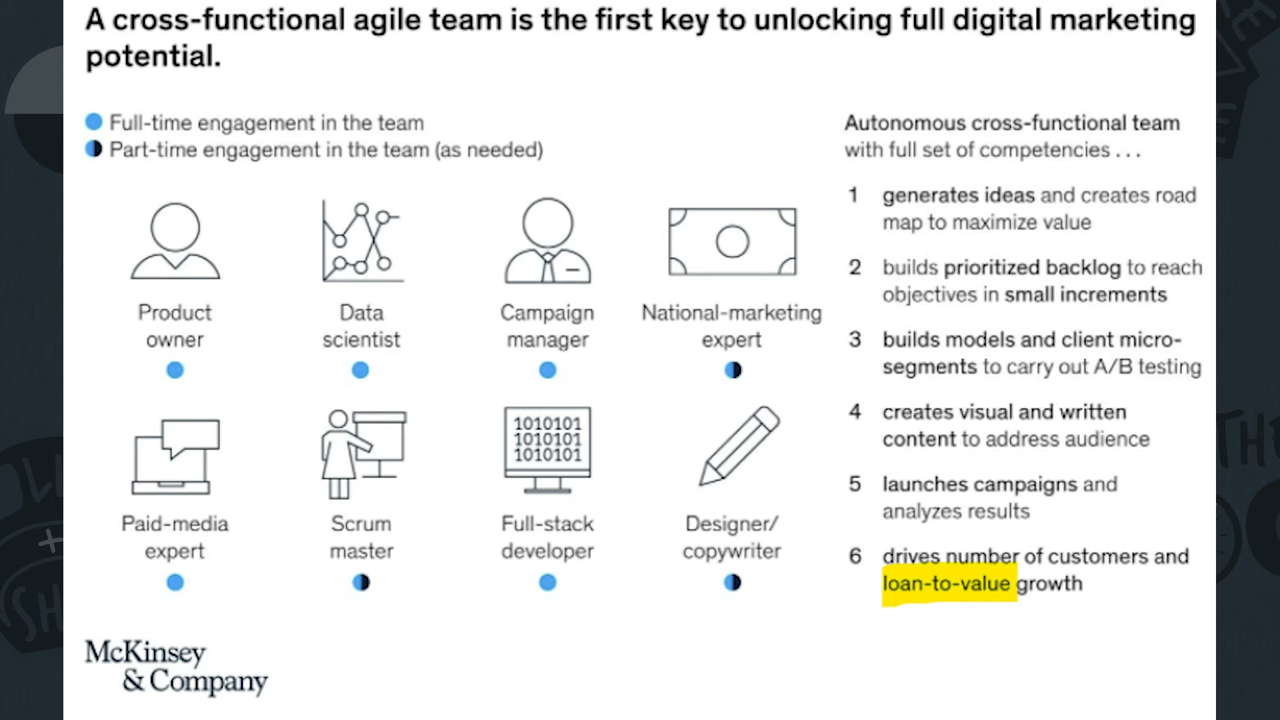 A cross-functional agile team is the first key to unlocking full digital marketing
potential.
Full-time engagement in the team
Part-time engagement in the team (as needed)
Product
owner
Data
scientist
Campaign
manager
National-marketing
expert
1010101
1010101
1010101
Paid-media
expert
Scrum
master
Full-stack
developer
Designer/
copywriter
Autonomous cross-functional team
with full set of competencies . . .
1 generates ideas and creates road
map to maximize value
2 builds prioritized backlog to reach
objectives in small increments
3 builds models and client micro-
segments to carry out A/B testing
4 creates visual and written
content to address audience
5 launches campaigns and
analyzes results
6 drives number of customers and
loan-to-value growth
McKinsey
& Company